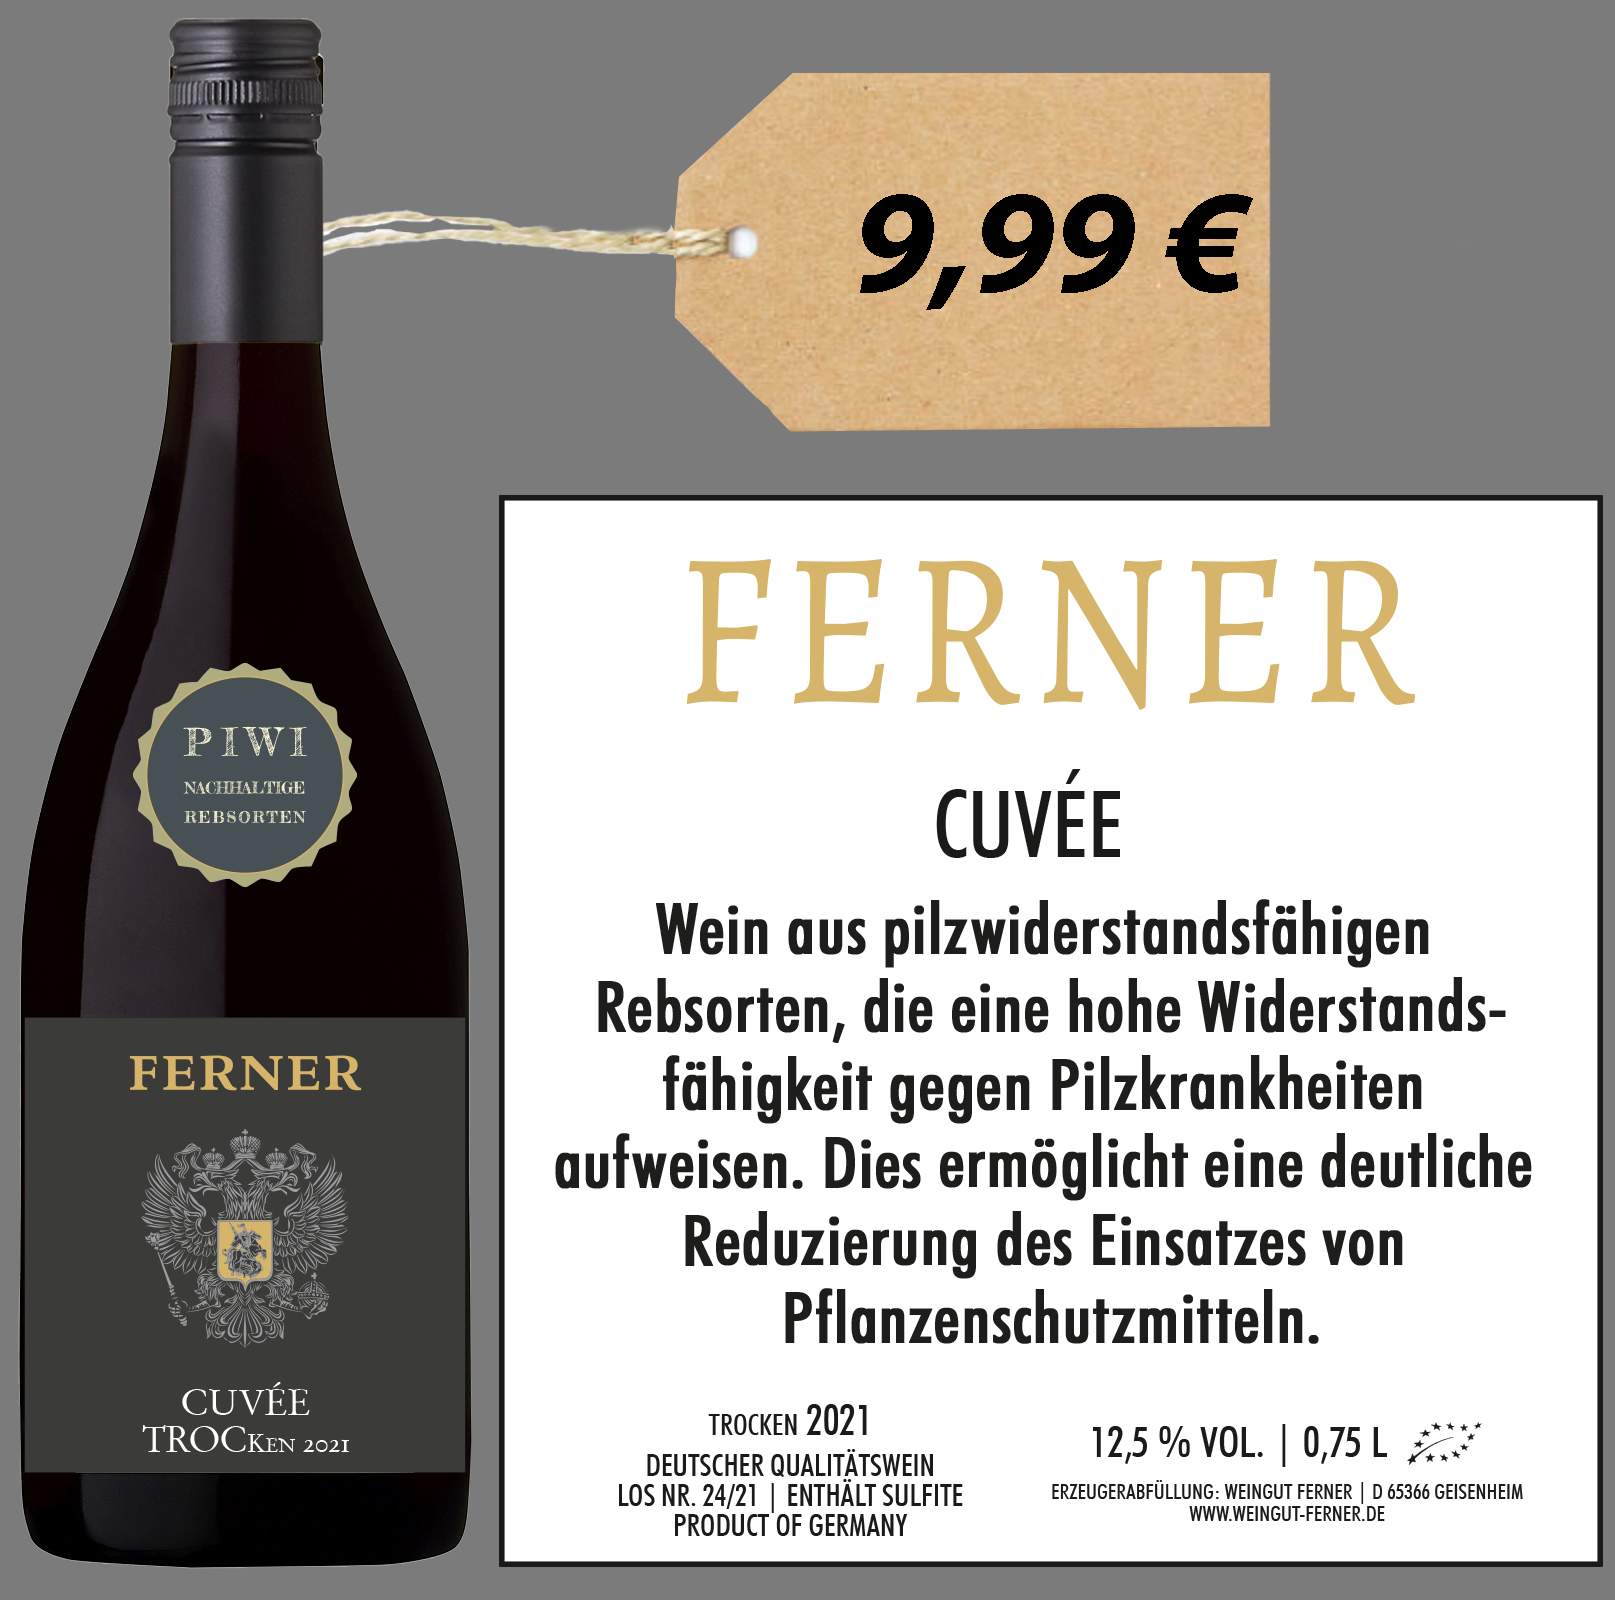 9,99 €
PIWI
NACHHALTIGE
REBSORTEN
FERNER
CUVÉE
TROCKEN 2021
FERNER
CUVÉE
Wein aus pilzwiderstandsfähigen
Rebsorten, die eine hohe Widerstands-
fähigkeit gegen Pilzkrankheiten
aufweisen. Dies ermöglicht eine deutliche
Reduzierung des Einsatzes von
Pflanzenschutzmitteln.
TROCKEN 2021
DEUTSCHER QUALITÄTSWEIN
LOS NR. 24/21 | ENTHÄLT SULFITE
PRODUCT OF GERMANY
12,5 % VOL. | 0,75 L
ERZEUGERABFÜLLUNG: WEINGUT FERNER | D 65366 GEISENHEIM
WWW.WEINGUT-FERNER.DE